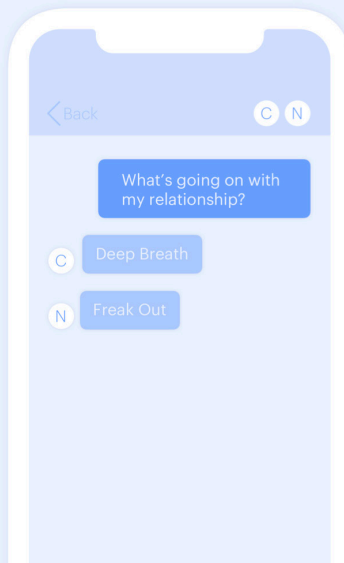 Back
C N
What's going on with
my relationship?
C
Deep Breath
N
Freak Out